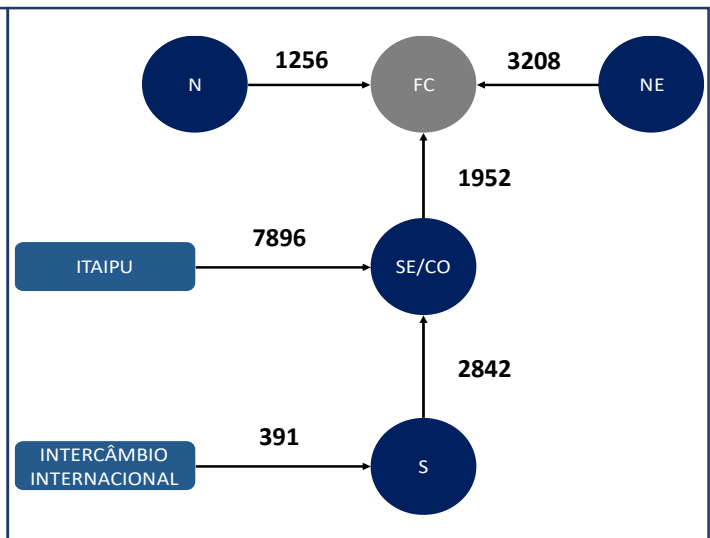 1256
3208
N
FC
NE
1952
7896
ITAIPU
SE/CO
2842
391
INTERCÂMBIO
INTERNACIONAL
S